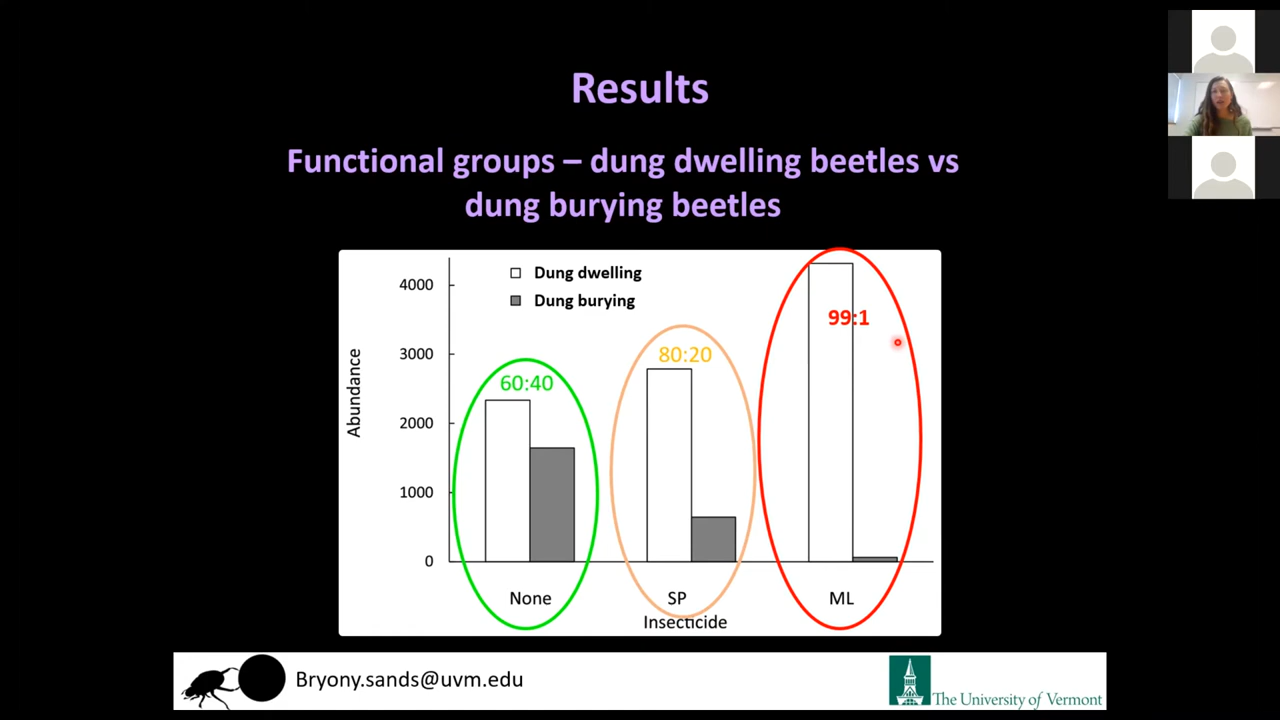 Results
Functional groups – dung dwelling beetles vs
dung burying beetles
Dung dwelling
Dung burying
4000
3000
2000
1000
0
Abundance
60:40
80:20
99:1
None
SP
ML
Insecticide
Bryony.sands@uvm.edu
The University of Vermont